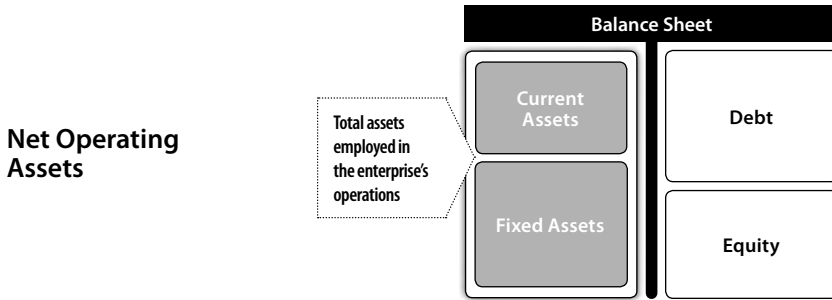 Balance Sheet
Net Operating
Assets
Total assets
employed in
the enterprise's
operations
Current
Assets
Fixed Assets
Debt
Equity